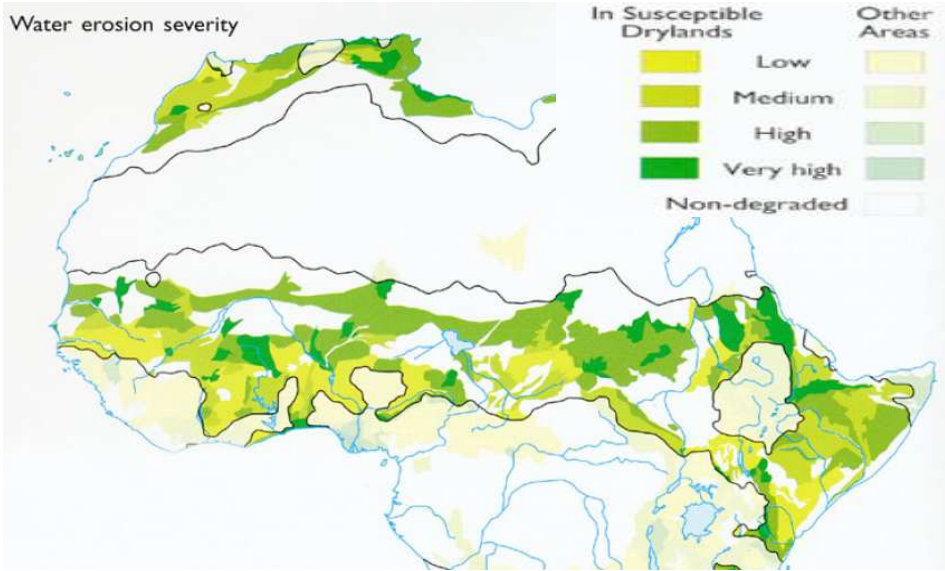 Water erosion severity
In Susceptible
Drylands
Other
Areas
Low
Medium
High
Very high
Non-degraded